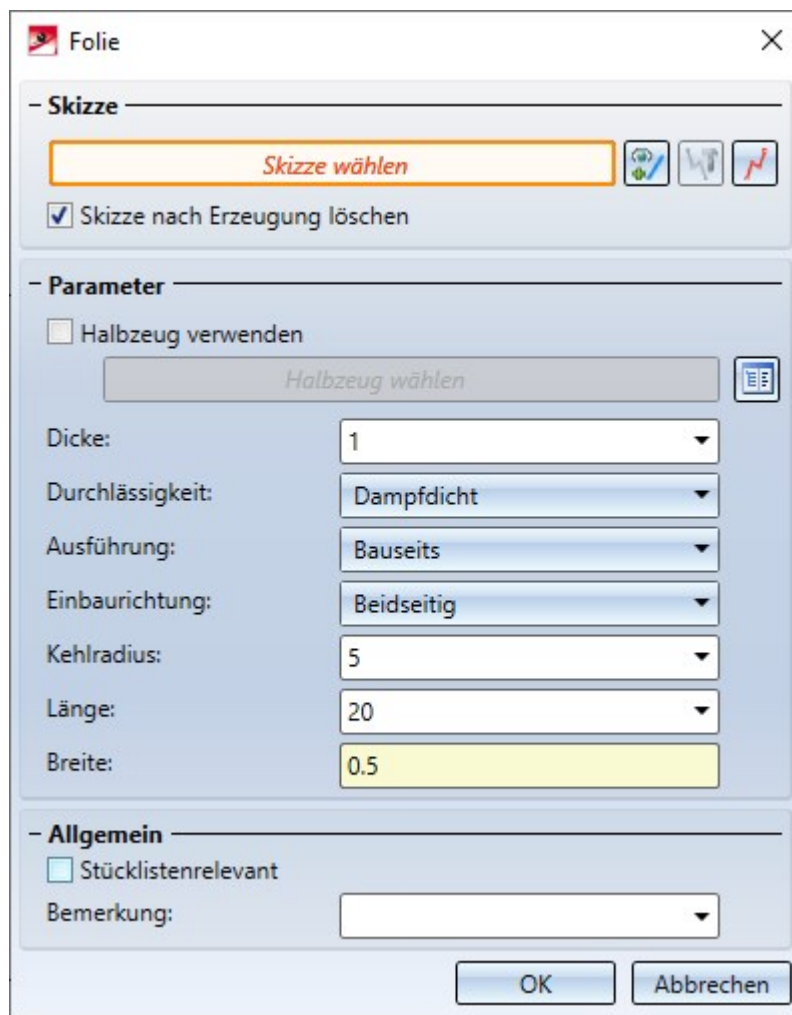 Folie
Skizze
Skizze wählen
Skizze nach Erzeugung löschen
Parameter
Halbzeug verwenden
Halbzeug wählen
Dicke: 1
Durchlässigkeit: Dampfdicht
Ausführung: Bauseits
Einbaurichtung: Beidseitig
Kehlradius: 5
Länge: 20
Breite: 0.5
Allgemein
Stücklistenrelevant
Bemerkung:
OK Abbrechen